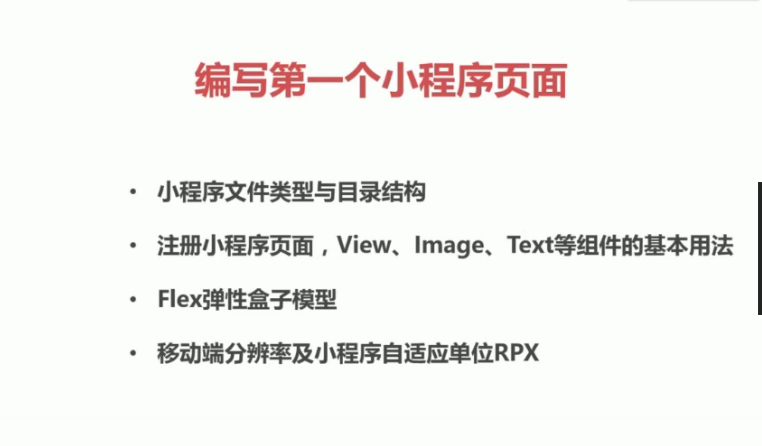 编写第一个小程序页面
• 小程序文件类型与目录结构
• 注册小程序页面，View、Image、Text等组件的基本用法
• Flex弹性盒子模型
• 移动端分辨率及小程序自适应单位RPX